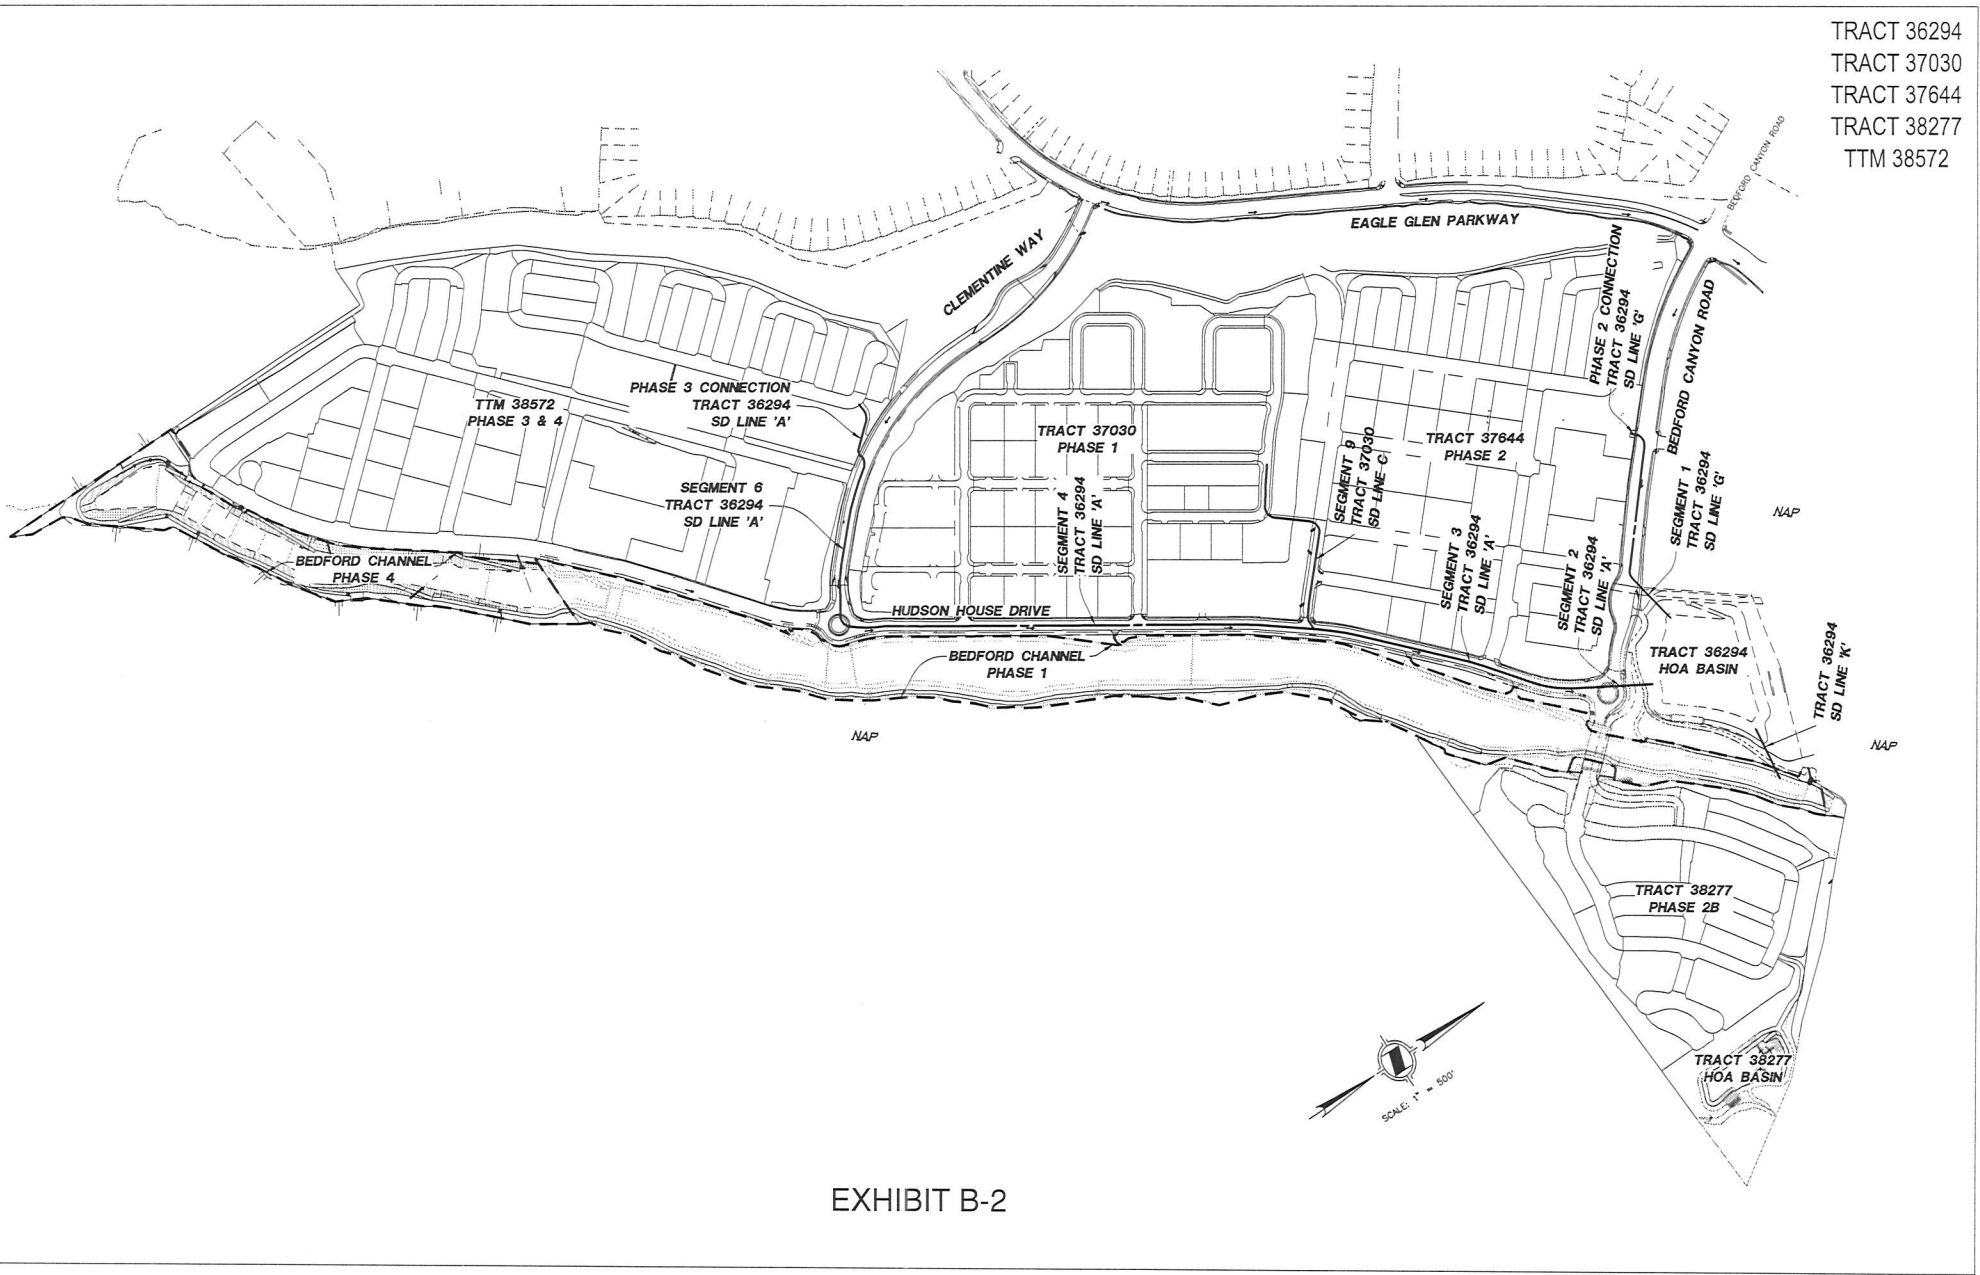 TRACT 36294
TRACT 37030
TRACT 37644
TRACT 38277
TTM 38572
BEDFORD CANYON ROAD
EAGLE GLEN PARKWAY
CLEMENTINE WAY
PHASE 2 CONNECTION
TRACT 36294
SD LINE 'G'
BEDFORD CANYON ROAD
PHASE 3 CONNECTION
TRACT 36294
SD LINE 'A'
TTM 38572
PHASE 3 & 4
TRACT 37030
PHASE 1
SEGMENT 9
TRACT 37030
SD LINE C'
TRACT 37644
PHASE 2
SEGMENT 6
TRACT 36294
SD LINE 'A'
SEGMENT 4
TRACT 36294
SD LINE 'A'
SEGMENT 3
TRACT 36294
SD LINE 'A'
SEGMENT 2
TRACT 36294
SD LINE 'A'
SEGMENT 1
TRACT 36294
SD LINE 'G'
NAP
BEDFORD CHANNEL
PHASE 4
HUDSON HOUSE DRIVE
BEDFORD CHANNEL
PHASE 1
TRACT 36294
HOA BASIN
TRACT 36294
SD LINE 'K'
NAP
NAP
TRACT 38277
PHASE 2B
TRACT 38277
HOA BASIN
SCALE: 1" = 500'
EXHIBIT B-2